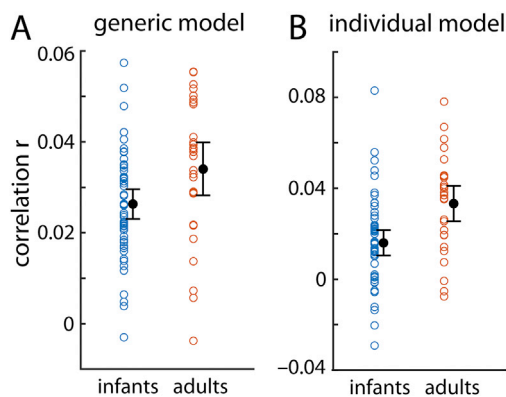 A generic model
correlation r
0.06
0.04
0.02
0
infants adults
B individual model
0.08
0.04
0
−0.04
infants adults